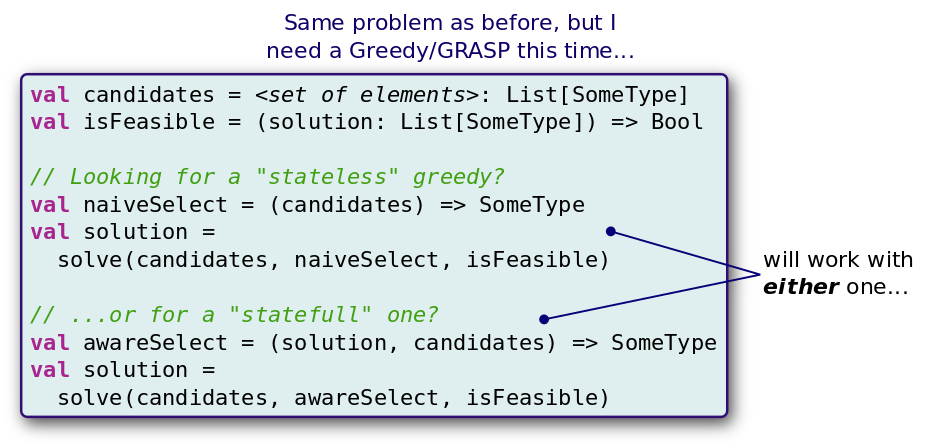 Same problem as before, but I
need a Greedy/GRASP this time...
val candidates = <set of elements>: List[SomeType]
val isFeasible = (solution: List[SomeType]) => Bool
// Looking for a "stateless" greedy?
val naiveSelect = (candidates) => SomeType
val solution =
solve(candidates, naiveSelect, isFeasible)
// ...or for a "statefull" one?
val awareSelect = (solution, candidates) => SomeType
val solution =
solve(candidates, awareSelect, isFeasible)
will work with
either one...